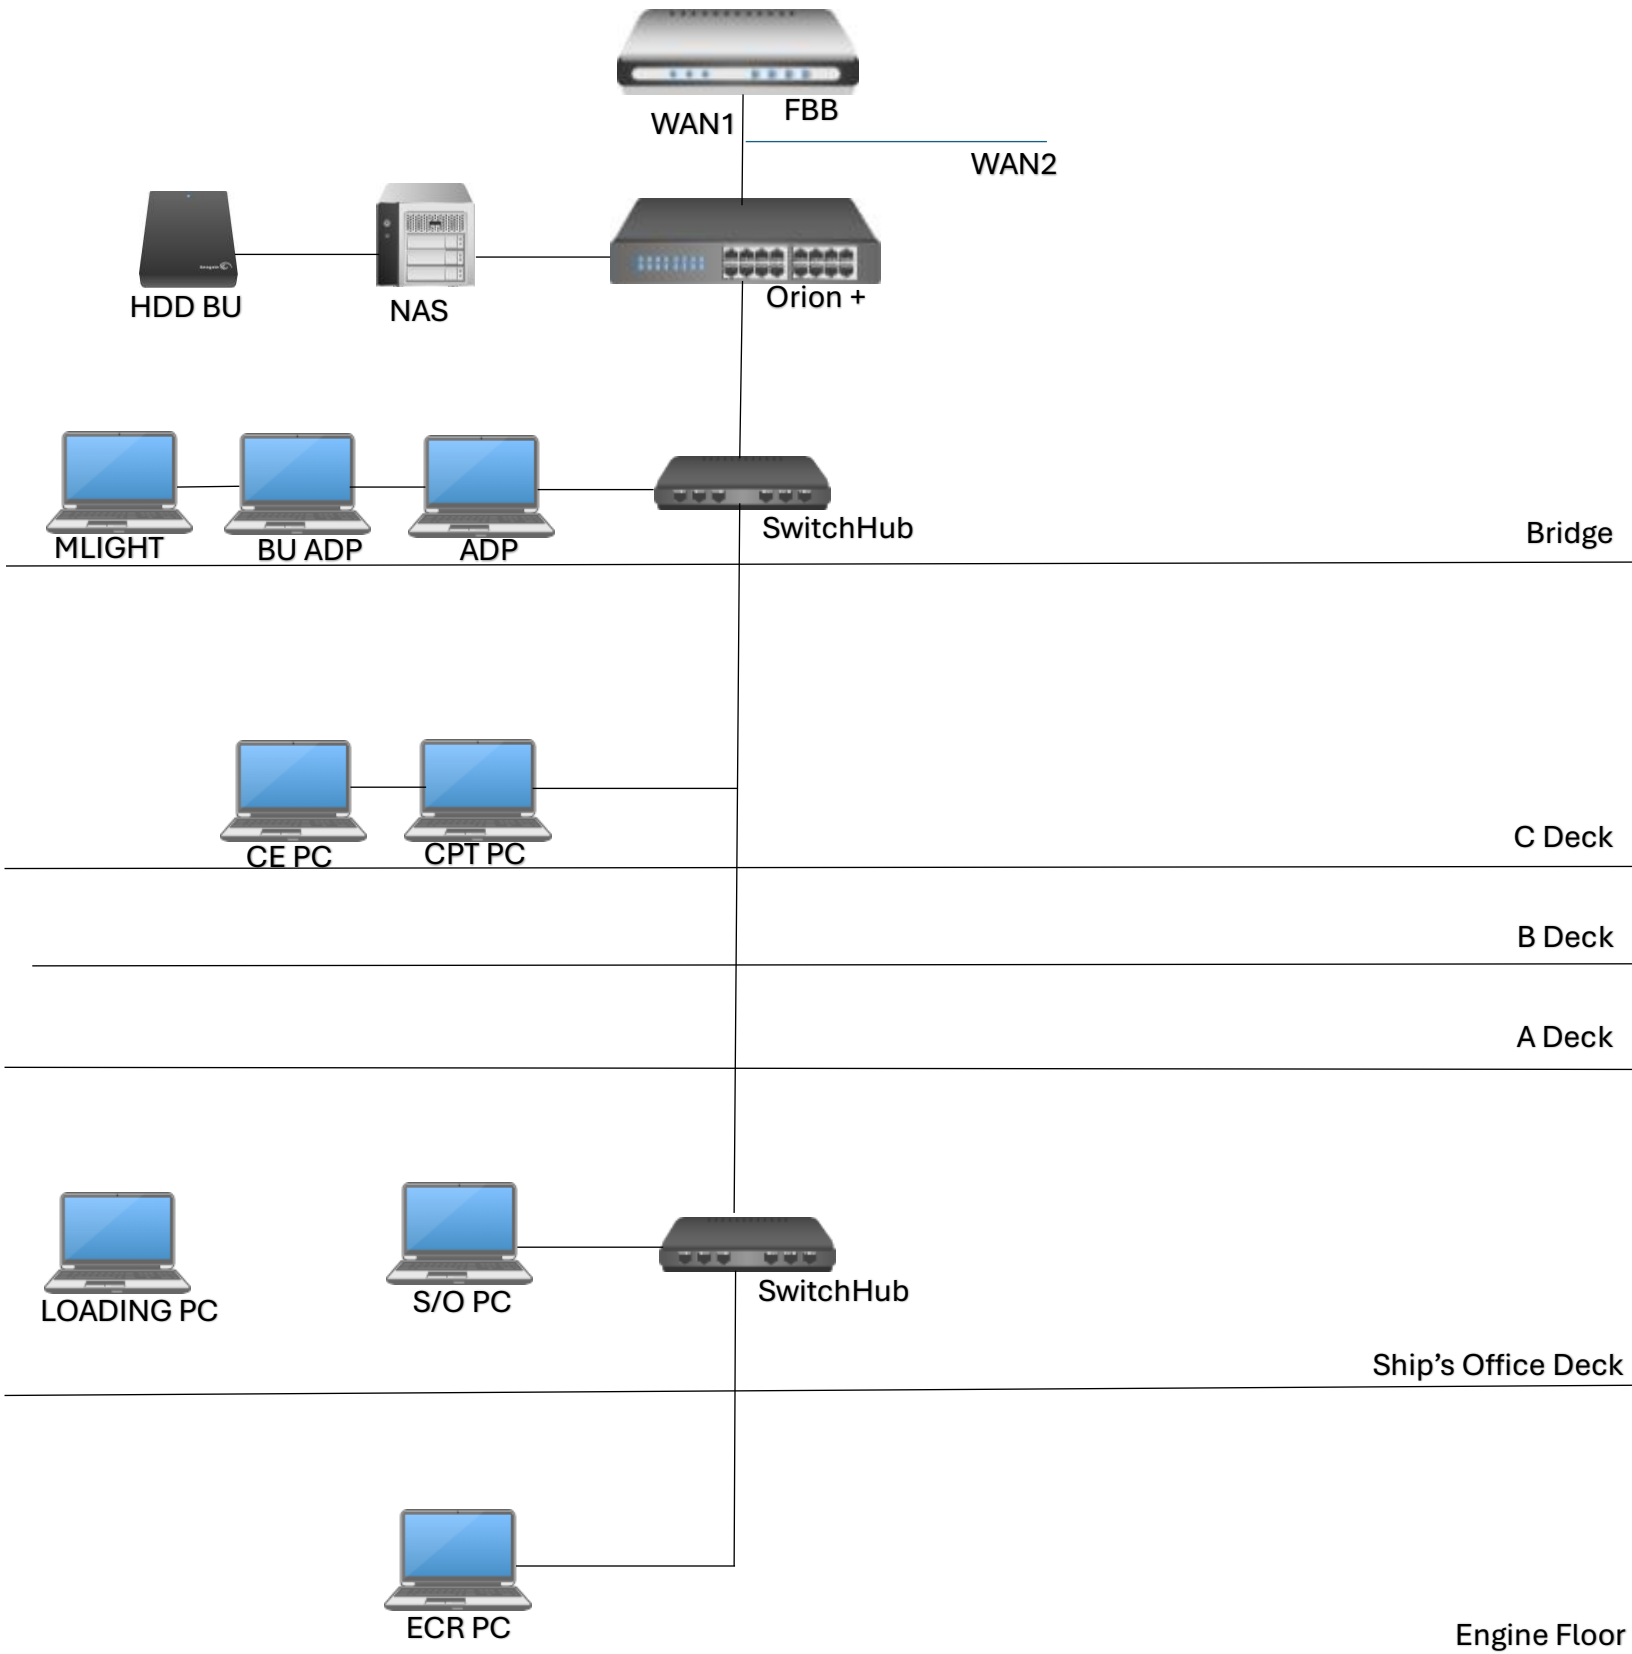 FBB
WAN1
WAN2
HDD BU
NAS
Orion +
MLIGHT
BU ADP
ADP
SwitchHub
Bridge
CE PC
CPT PC
C Deck
B Deck
A Deck
LOADING PC
S/O PC
SwitchHub
Ship's Office Deck
ECR PC
Engine Floor